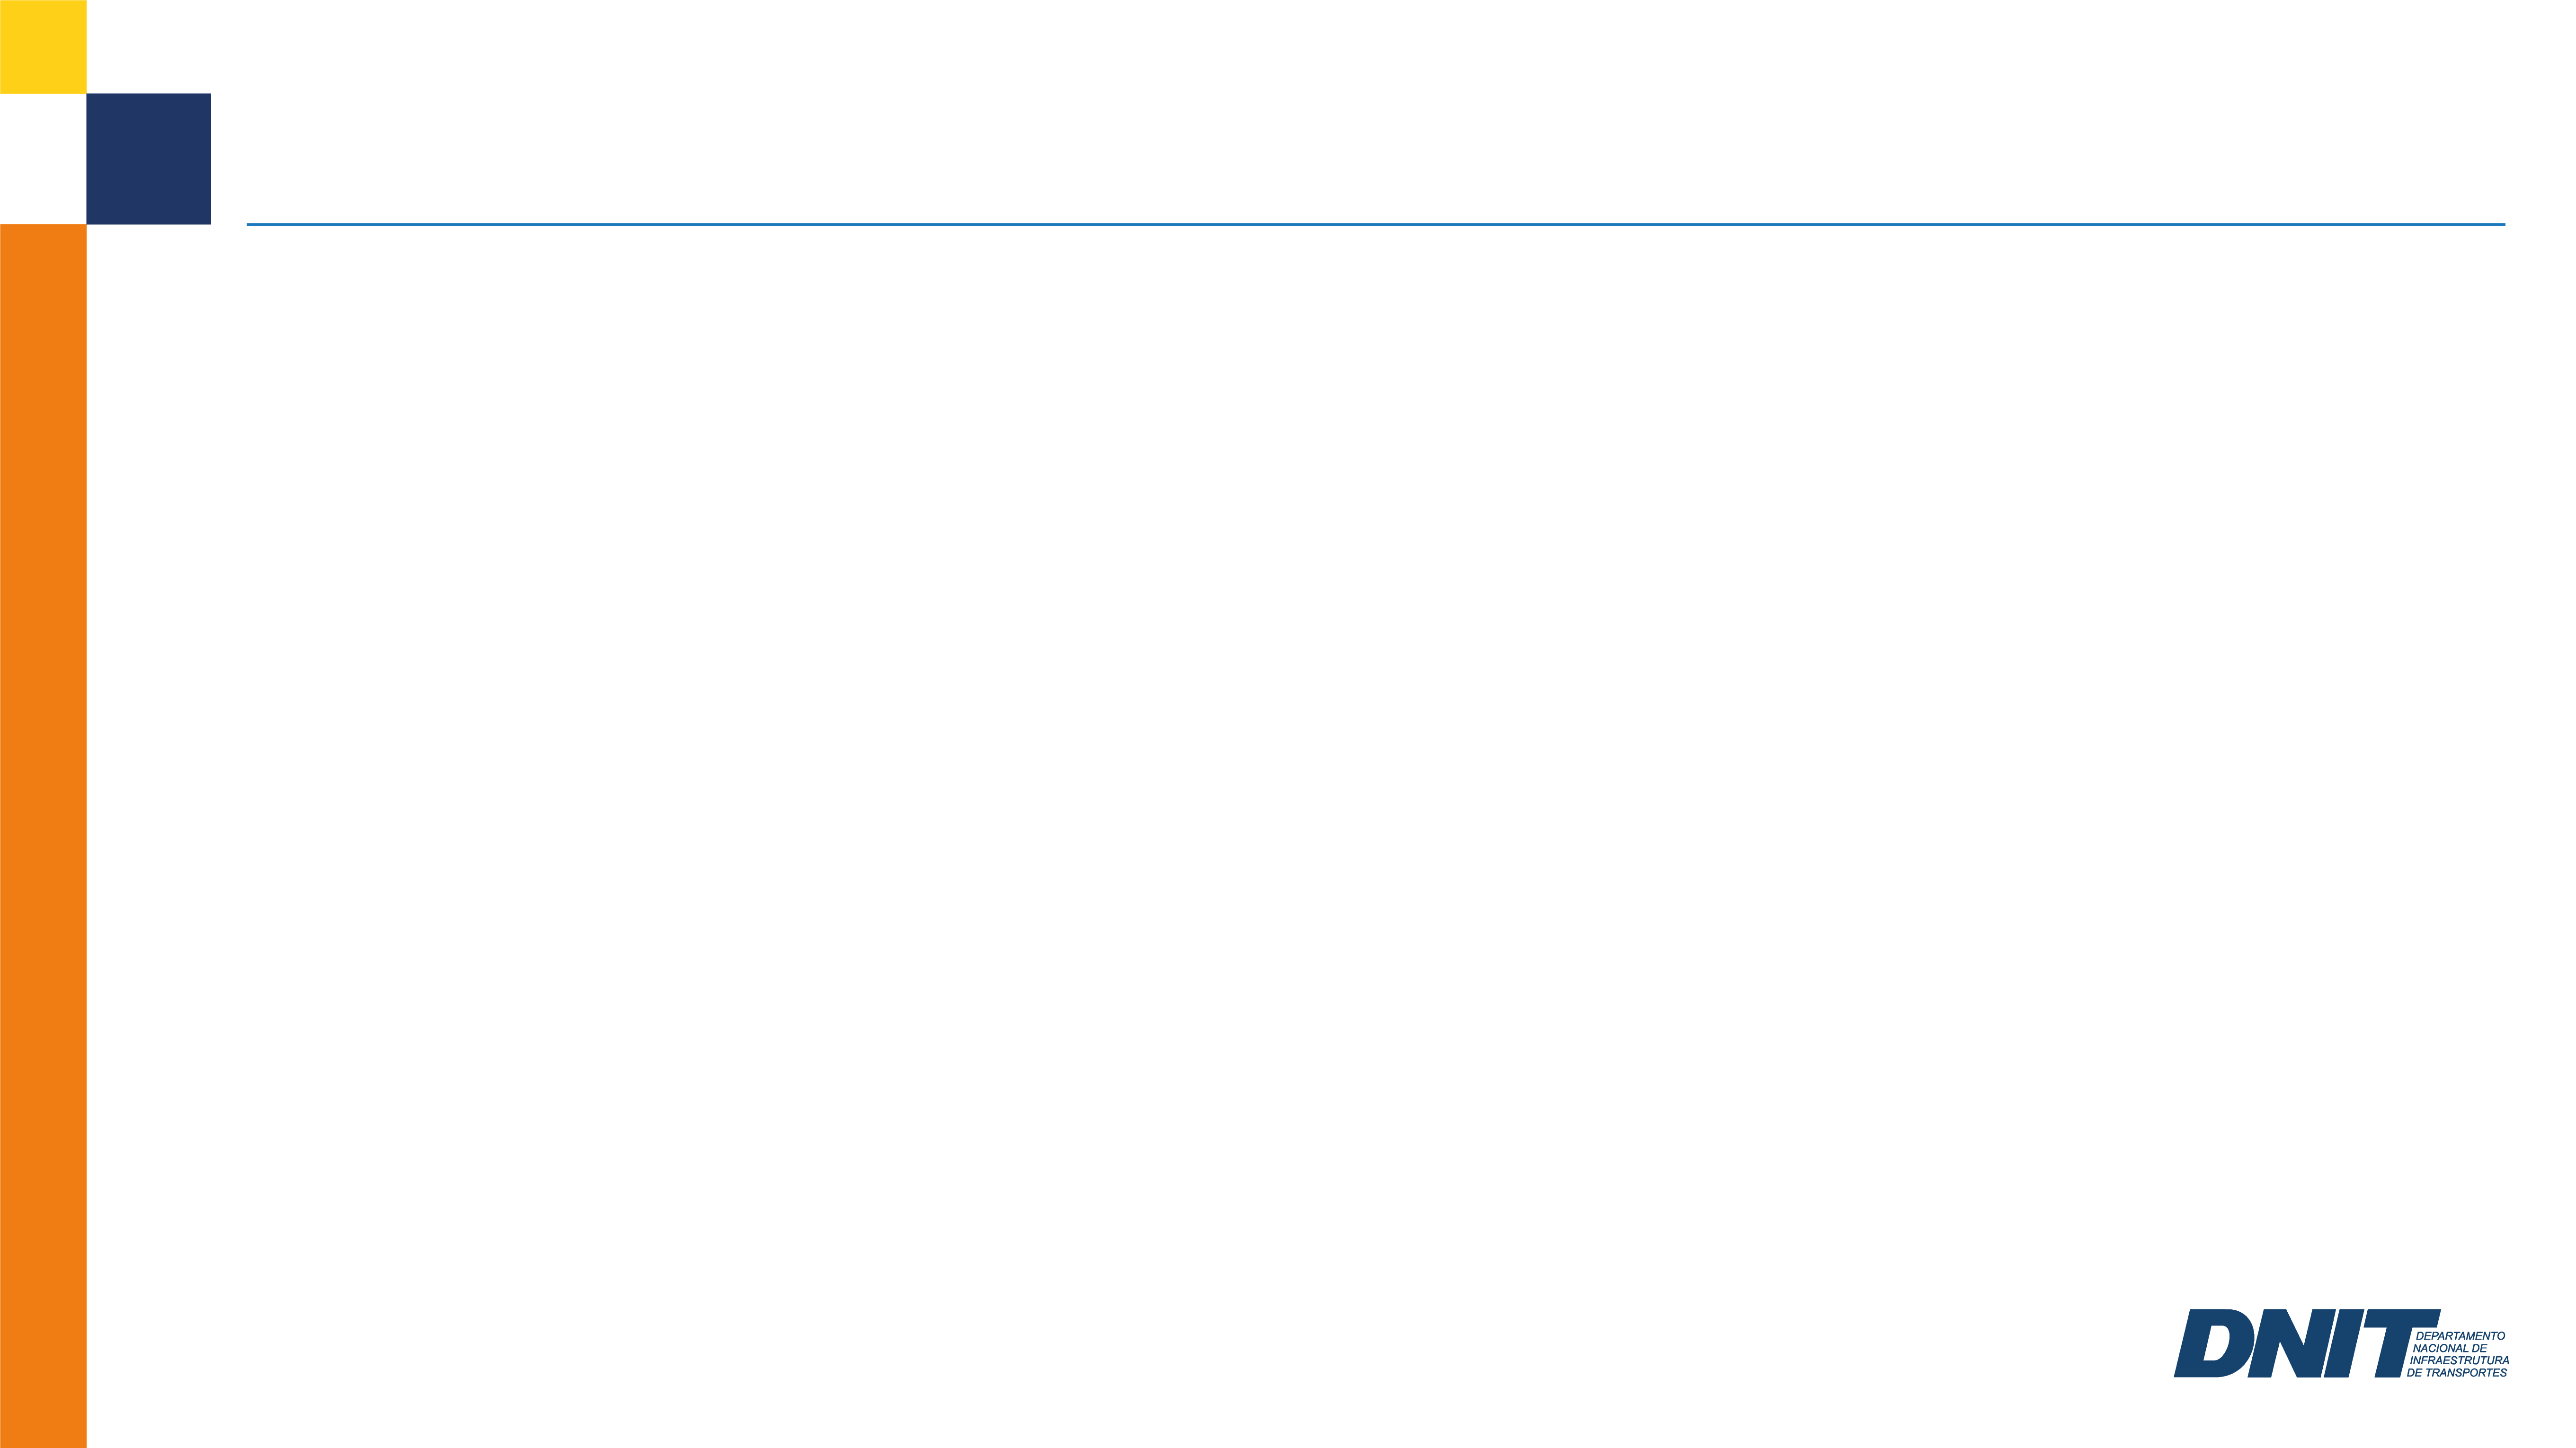 DNIT
DEPARTAMENTO
NACIONAL DE
INFRAESTRUTURA
DE TRANSPORTES